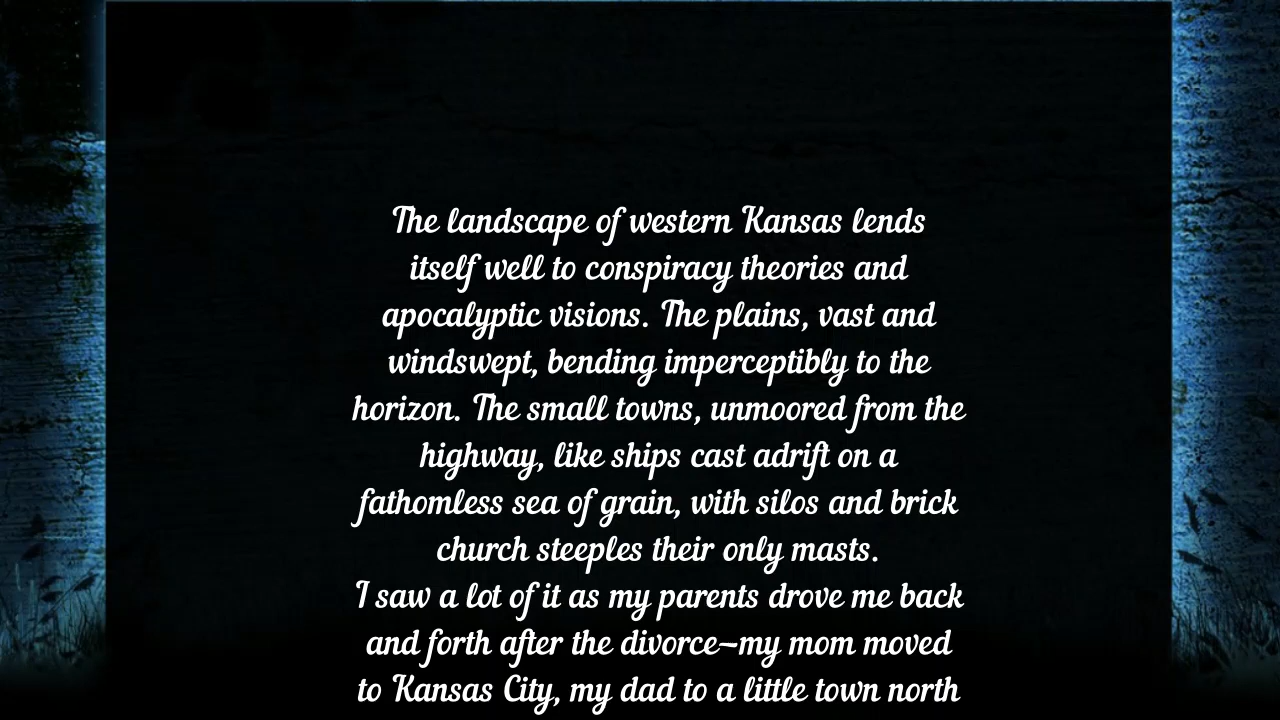 The landscape of western Kansas lends
itself well to conspiracy theories and
apocalyptic visions. The plains, vast and
windswept, bending imperceptibly to the
horizon. The small towns, unmoored from the
highway, like ships cast adrift on a
fathomless sea of grain, with silos and brick
church steeples their only masts.
I saw a lot of it as my parents drove me back
and forth after the divorce—my mom moved
to Kansas City, my dad to a little town north